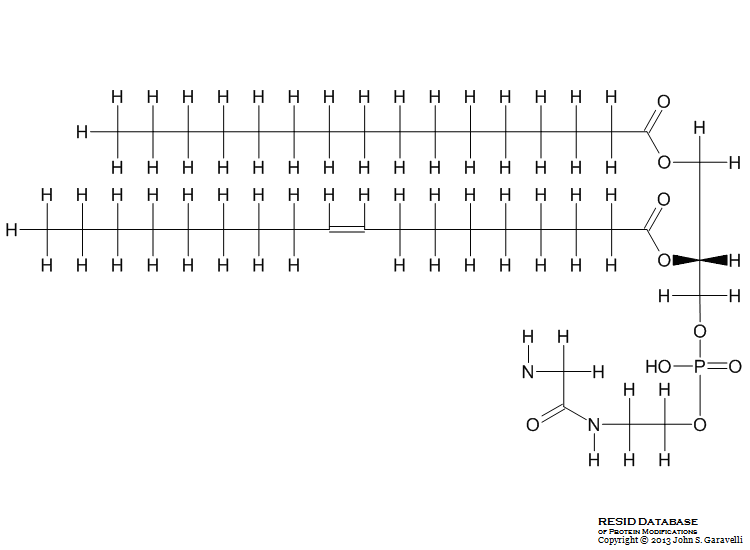 H H H H H H H H H H H H H H H O
H
H
H H H H H H H H H H H H H H H O H
H H H H H H H H H H H H H H H H H O
H
H H H H H H H H H H H H H H H O H
H H
O
H H
HO P O
N H
H H
O N O
H H H
RESID DATABASE
OF PROTEIN MODIFICATIONS
Copyright © 2013 John S. Garavelli